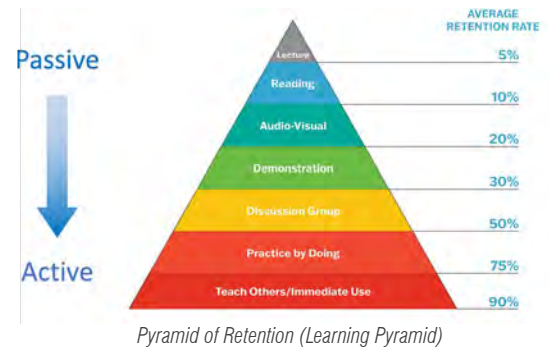 AVERAGE
RETENTION RATE
Passive
Lecture
5%
Reading
10%
Audio-Visual
20%
Demonstration
30%
Discussion Group
50%
Practice by Doing
75%
Active
Teach Others/Immediate Use
90%
Pyramid of Retention (Learning Pyramid)